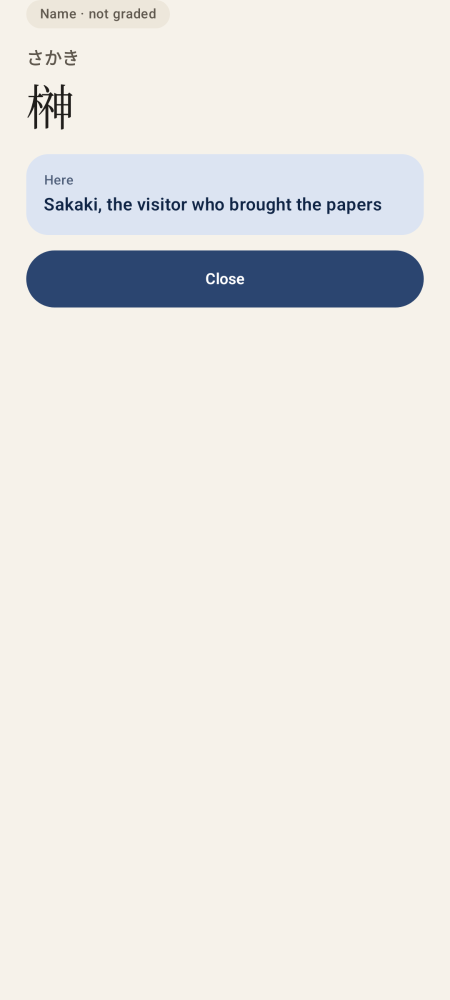 Name · not graded
さかき
榊
Here
Sakaki, the visitor who brought the papers
Close